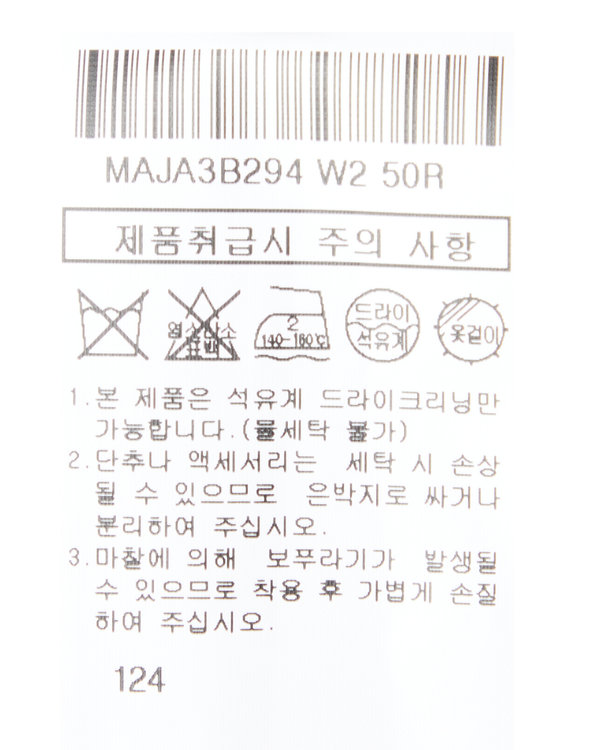 MAJA3B294 W2 50R
제품취급시 주의 사항
염소산소
표백
2
140-160℃
드라이
석유계
옷걸이
1.본 제품은 석유계 드라이크리닝만
가능합니다.(물세탁 불가)
2.단추나 액세서리는 세탁 시 손상
될 수 있으므로 은박지로 싸거나
분리하여 주십시오.
3.마찰에 의해 보푸라기가 발생될
수 있으므로 착용 후 가볍게 손질
하여 주십시오.
124